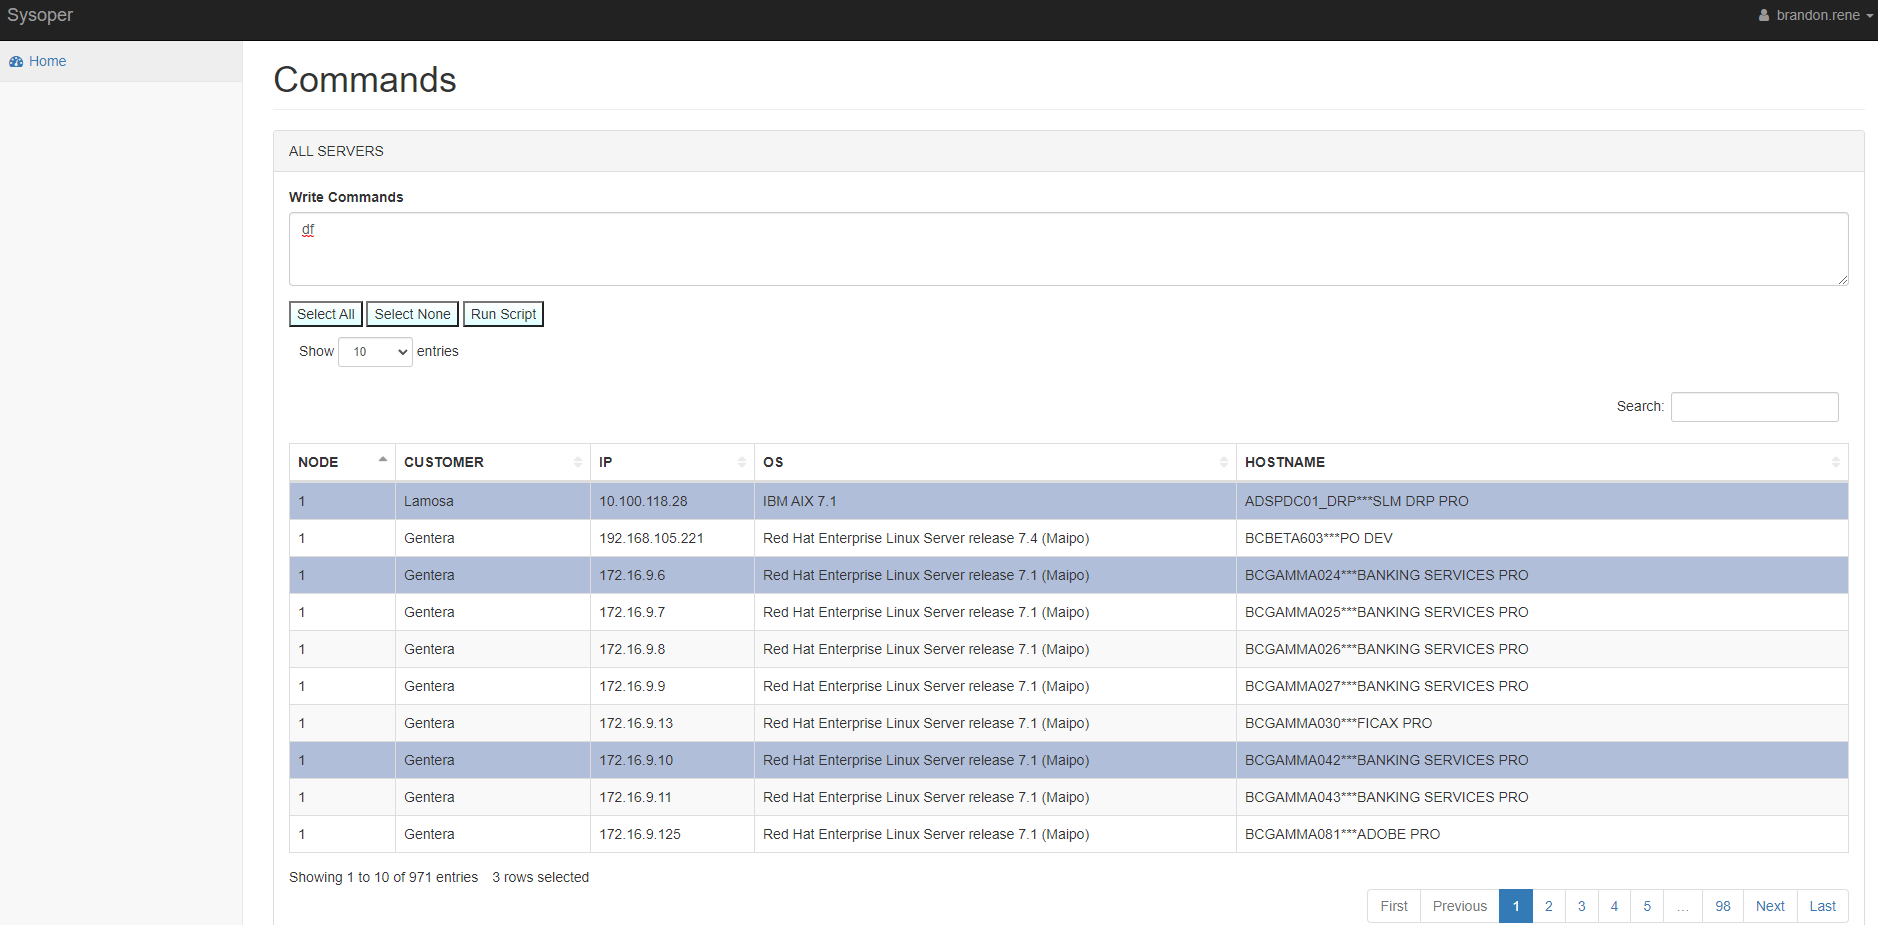 Sysoper brandon.rene
Home
Commands
ALL SERVERS
Write Commands
df
Select All Select None Run Script
Show 10 entries
Search:
NODE CUSTOMER IP OS HOSTNAME
1 Lamosa 10.100.118.28 IBM AIX 7.1 ADSPDC01_DRP***SLM DRP PRO
1 Gentera 192.168.105.221 Red Hat Enterprise Linux Server release 7.4 (Maipo) BCBETA603***PO DEV
1 Gentera 172.16.9.6 Red Hat Enterprise Linux Server release 7.1 (Maipo) BCGAMMA024***BANKING SERVICES PRO
1 Gentera 172.16.9.7 Red Hat Enterprise Linux Server release 7.1 (Maipo) BCGAMMA025***BANKING SERVICES PRO
1 Gentera 172.16.9.8 Red Hat Enterprise Linux Server release 7.1 (Maipo) BCGAMMA026***BANKING SERVICES PRO
1 Gentera 172.16.9.9 Red Hat Enterprise Linux Server release 7.1 (Maipo) BCGAMMA027***BANKING SERVICES PRO
1 Gentera 172.16.9.13 Red Hat Enterprise Linux Server release 7.1 (Maipo) BCGAMMA030***FICAX PRO
1 Gentera 172.16.9.10 Red Hat Enterprise Linux Server release 7.1 (Maipo) BCGAMMA042***BANKING SERVICES PRO
1 Gentera 172.16.9.11 Red Hat Enterprise Linux Server release 7.1 (Maipo) BCGAMMA043***BANKING SERVICES PRO
1 Gentera 172.16.9.125 Red Hat Enterprise Linux Server release 7.1 (Maipo) BCGAMMA081***ADOBE PRO
Showing 1 to 10 of 971 entries 3 rows selected
First Previous 1 2 3 4 5 … 98 Next Last